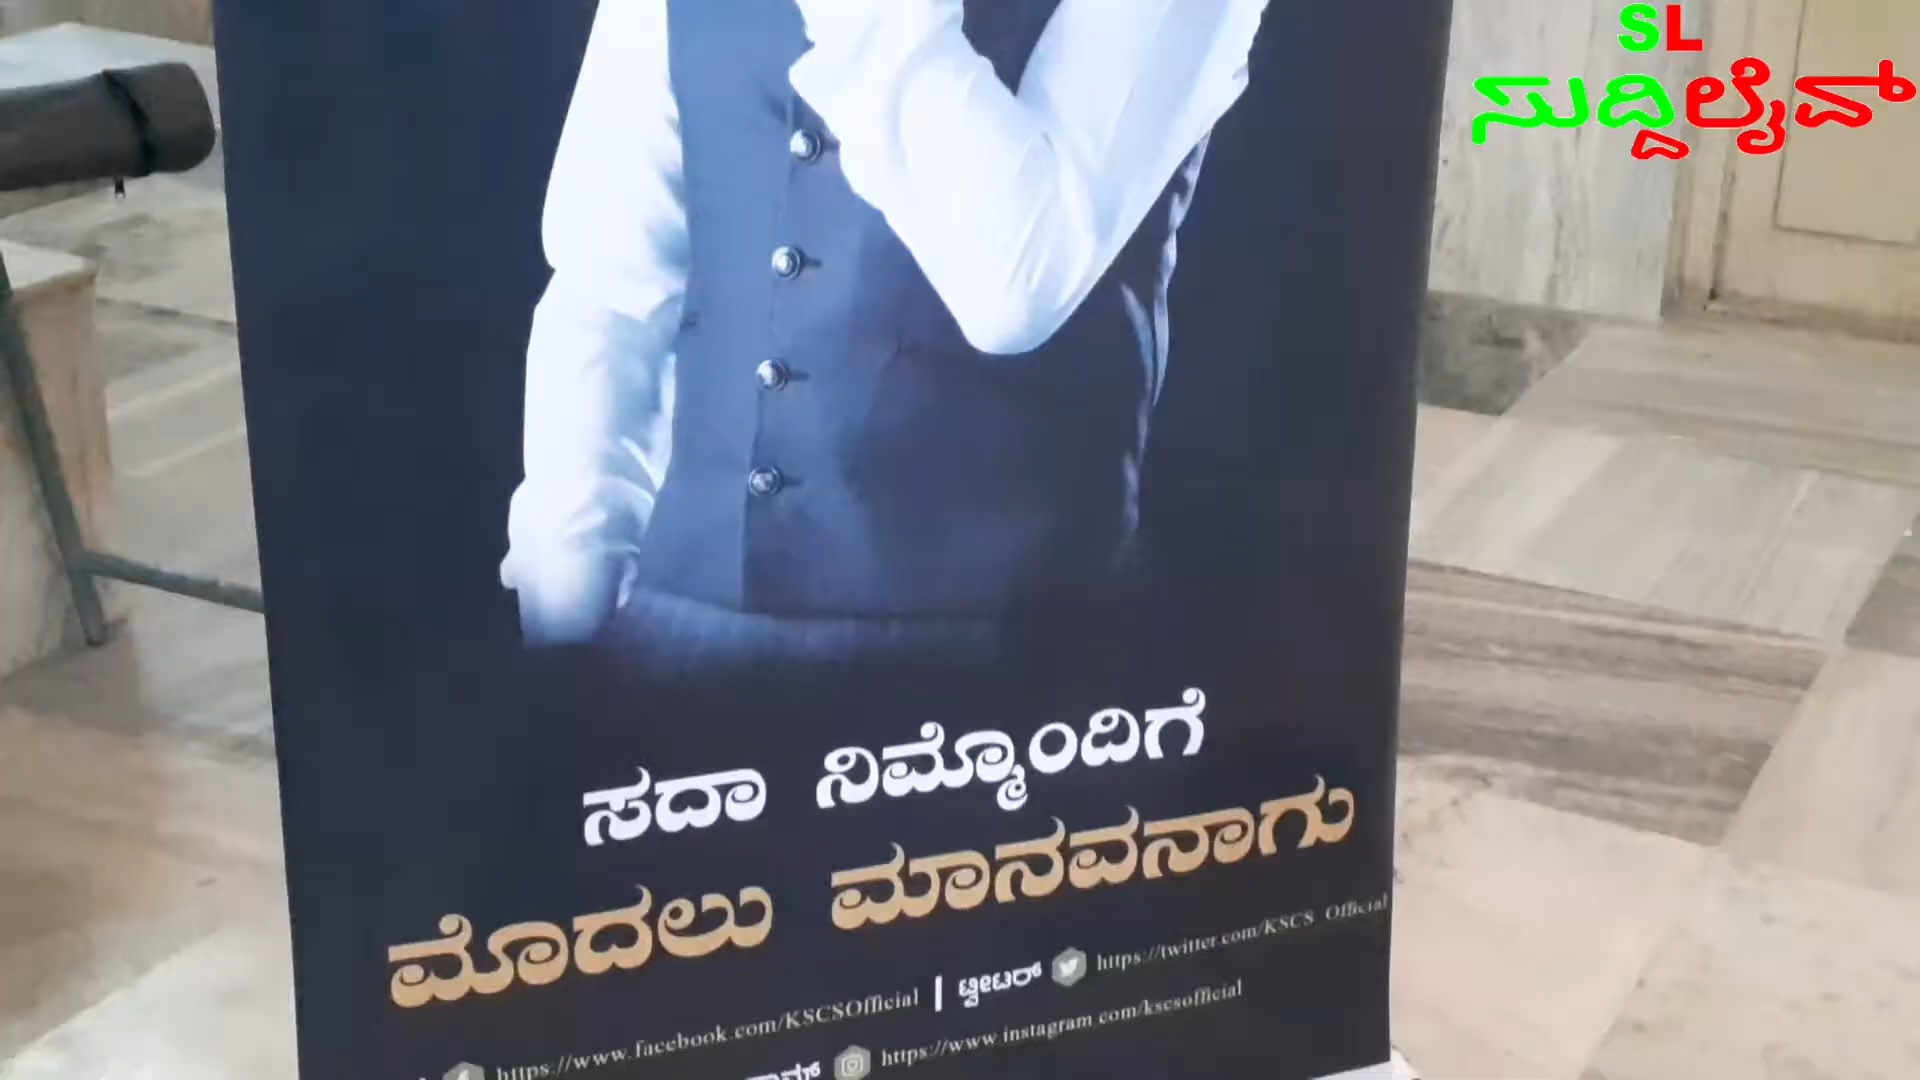 SL
ಸುದ್ದಿಲೈವ್
ಸದಾ ನಿಮ್ಮೊಂದಿಗೆ
ಮೊದಲು ಮಾನವನಾಗು
https://www.facebook.com/KSCSOfficial | ಟ್ವೀಟರ್ https://twitter.com/KSCS_Official
https://www.instagram.com/kscsofficial